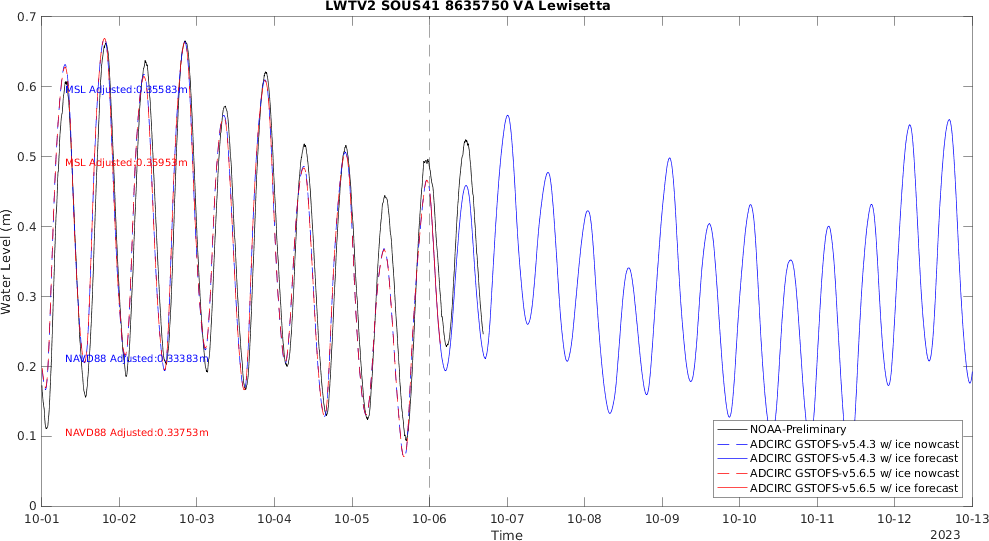 LWTV2 SOUS41 8635750 VA Lewisetta
0.7
0.6
0.5
0.4
0.3
0.2
0.1
0
Water Level (m)
MSL Adjusted:0.35583m
MSL Adjusted:0.35953m
NAVD88 Adjusted:0.33383m
NAVD88 Adjusted:0.33753m
NOAA-Preliminary
ADCIRC GSTOFS-v5.4.3 w/ ice nowcast
ADCIRC GSTOFS-v5.4.3 w/ ice forecast
ADCIRC GSTOFS-v5.6.5 w/ ice nowcast
ADCIRC GSTOFS-v5.6.5 w/ ice forecast
10-01 10-02 10-03 10-04 10-05 10-06 10-07 10-08 10-09 10-10 10-11 10-12 10-13
Time
2023